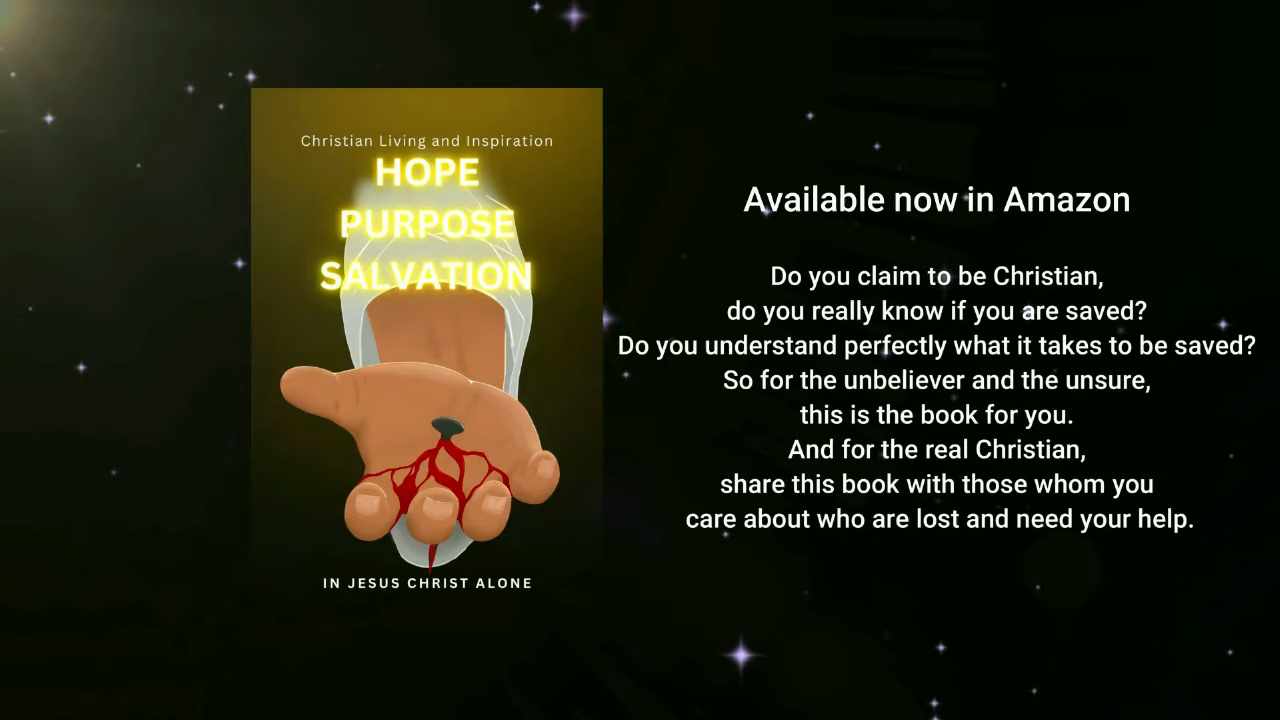 Christian Living and Inspiration
HOPE
PURPOSE
SALVATION
IN JESUS CHRIST ALONE
Available now in Amazon
Do you claim to be Christian,
do you really know if you are saved?
Do you understand perfectly what it takes to be saved?
So for the unbeliever and the unsure,
this is the book for you.
And for the real Christian,
share this book with those whom you
care about who are lost and need your help.